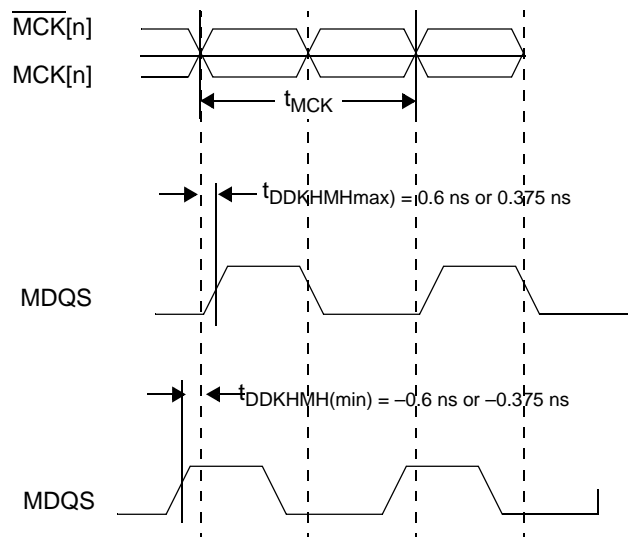 MCK[n]
MCK[n]
tMCK
tDDKHMHmax) = 0.6 ns or 0.375 ns
MDQS
tDDKHMH(min) = –0.6 ns or –0.375 ns
MDQS